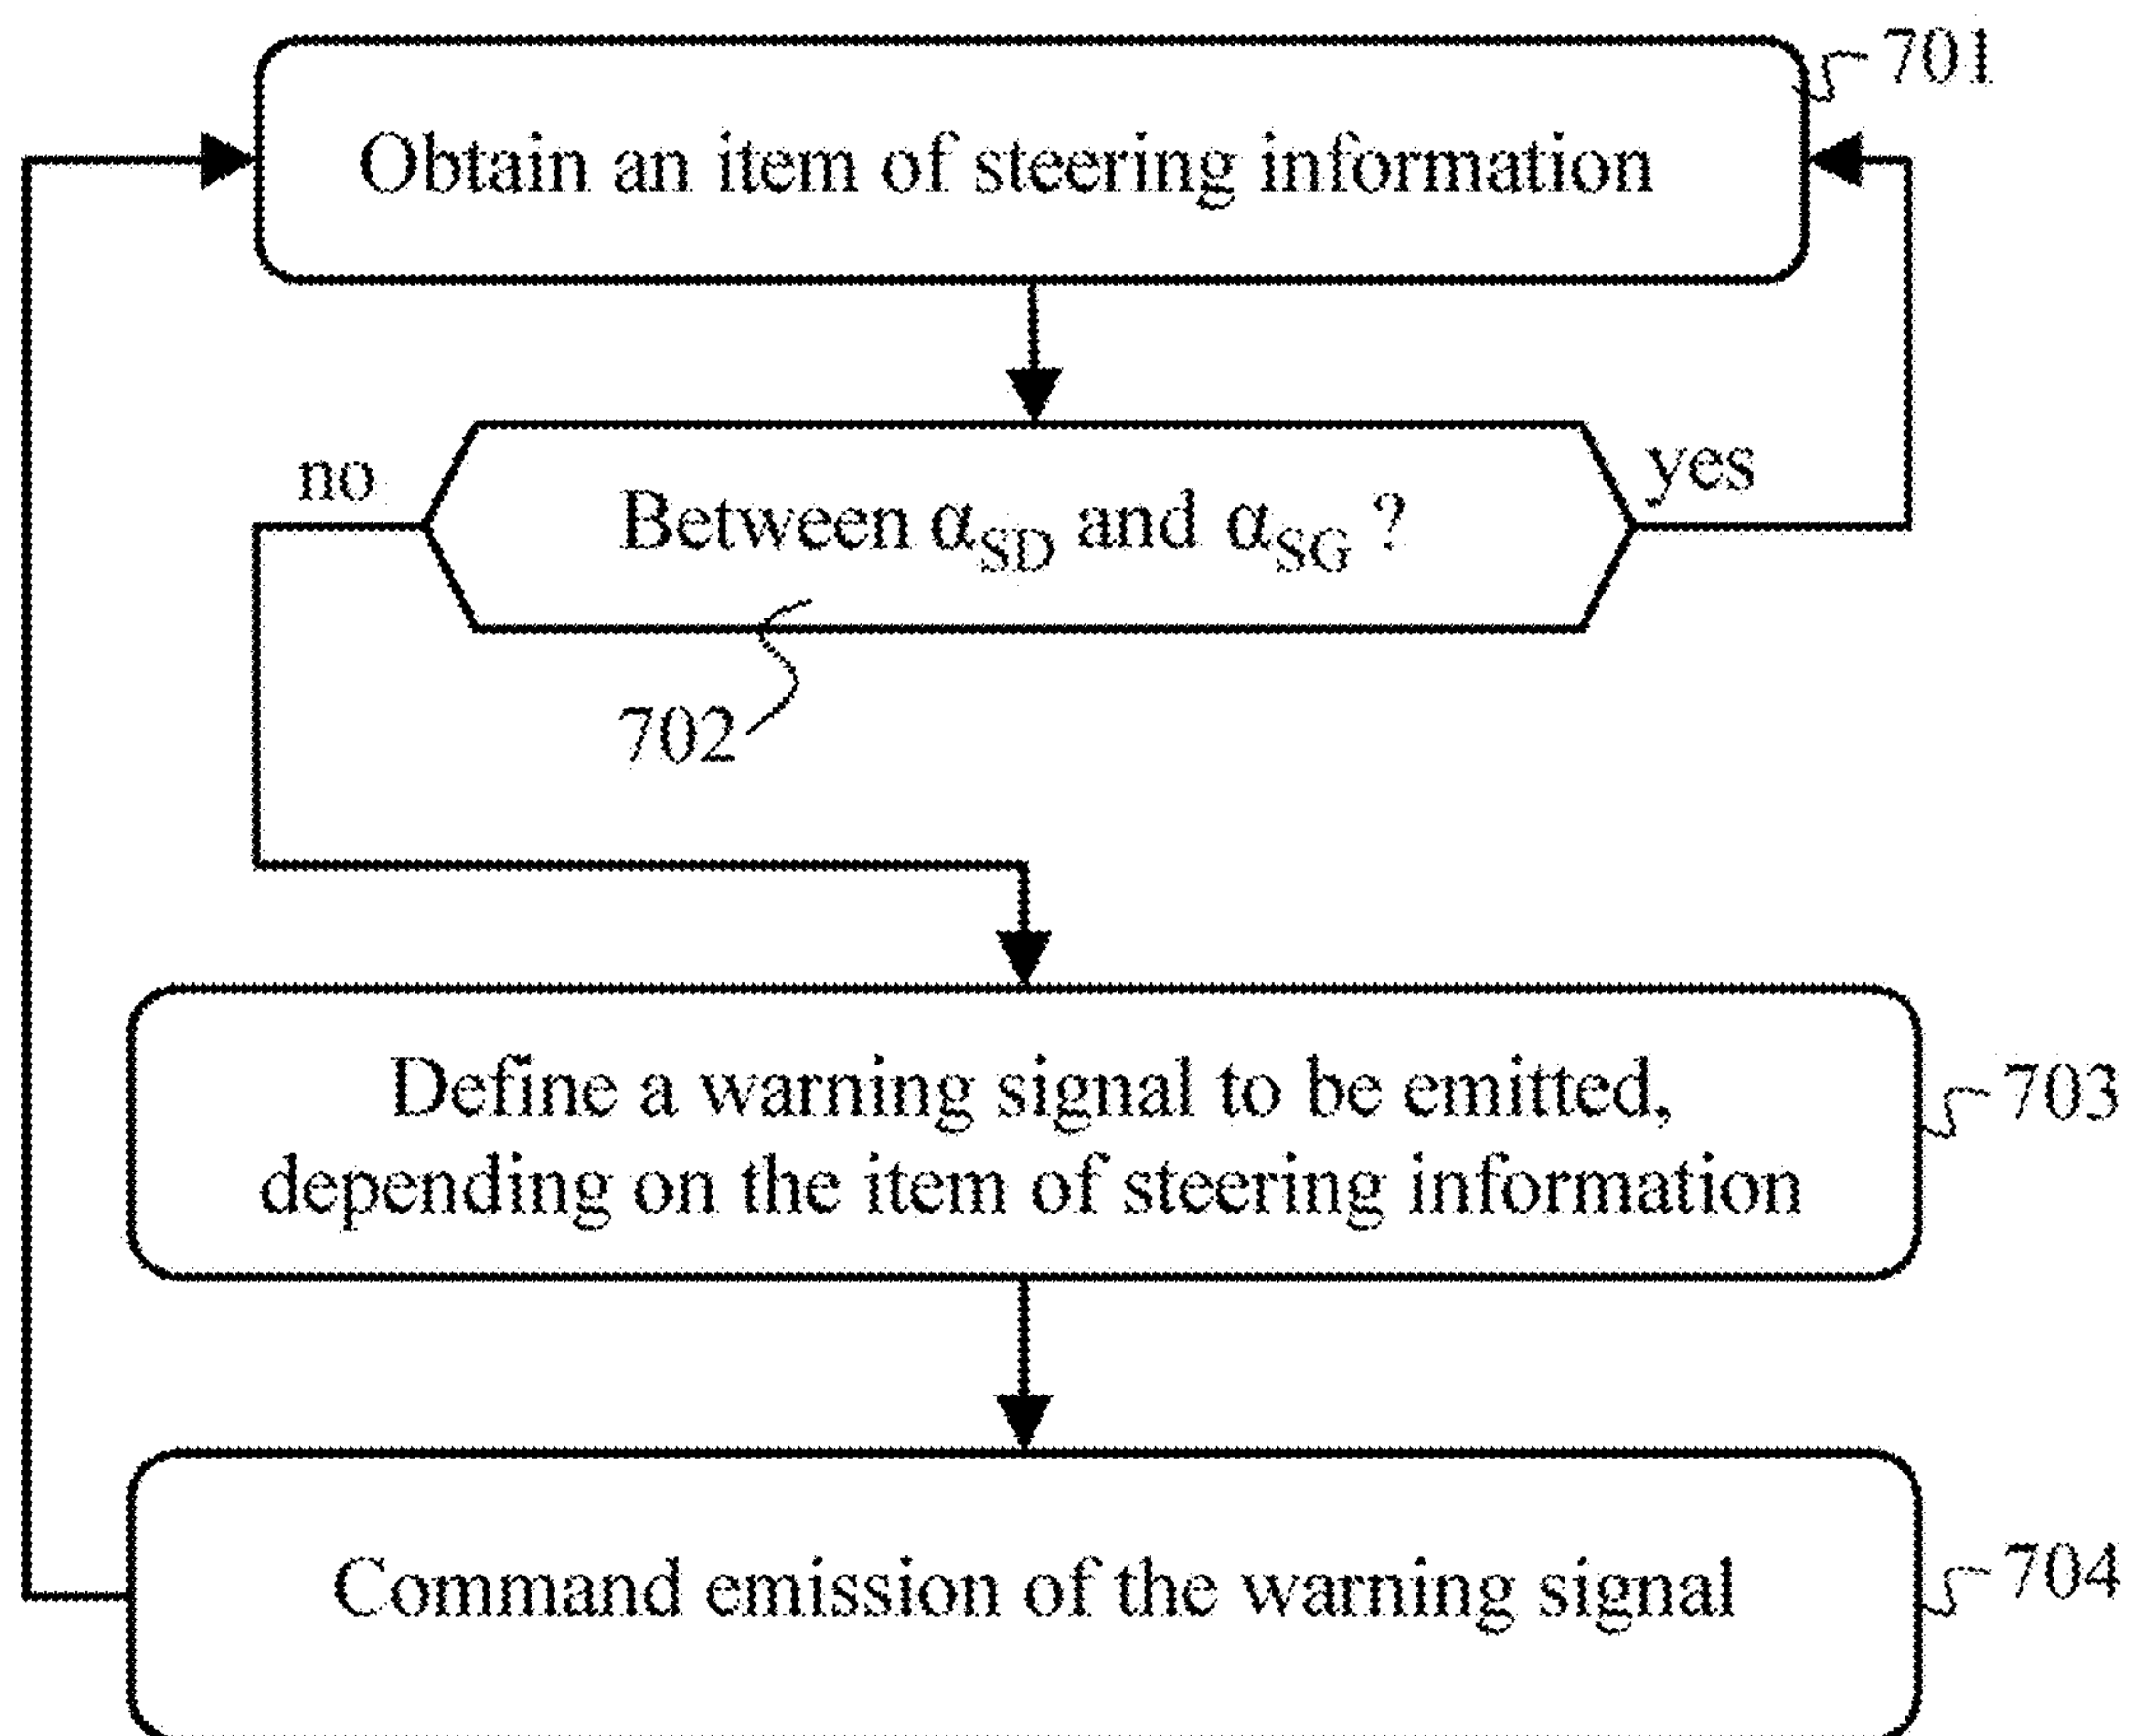 701
Obtain an item of steering information
no
yes
Between α_SD and α_SG ?
702
Define a warning signal to be emitted,
depending on the item of steering information
703
Command emission of the warning signal
704